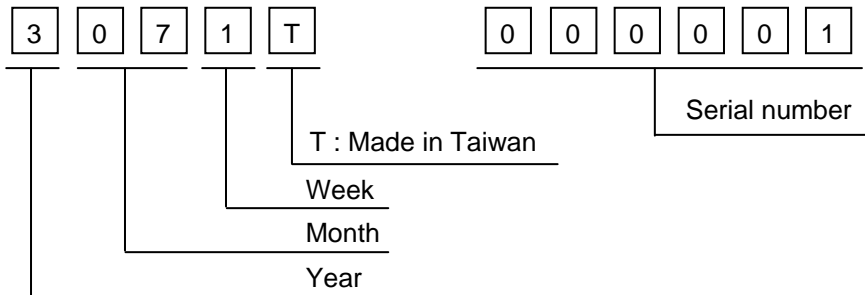 3 0 7 1 T 0 0 0 0 0 1
Serial number
T : Made in Taiwan
Week
Month
Year